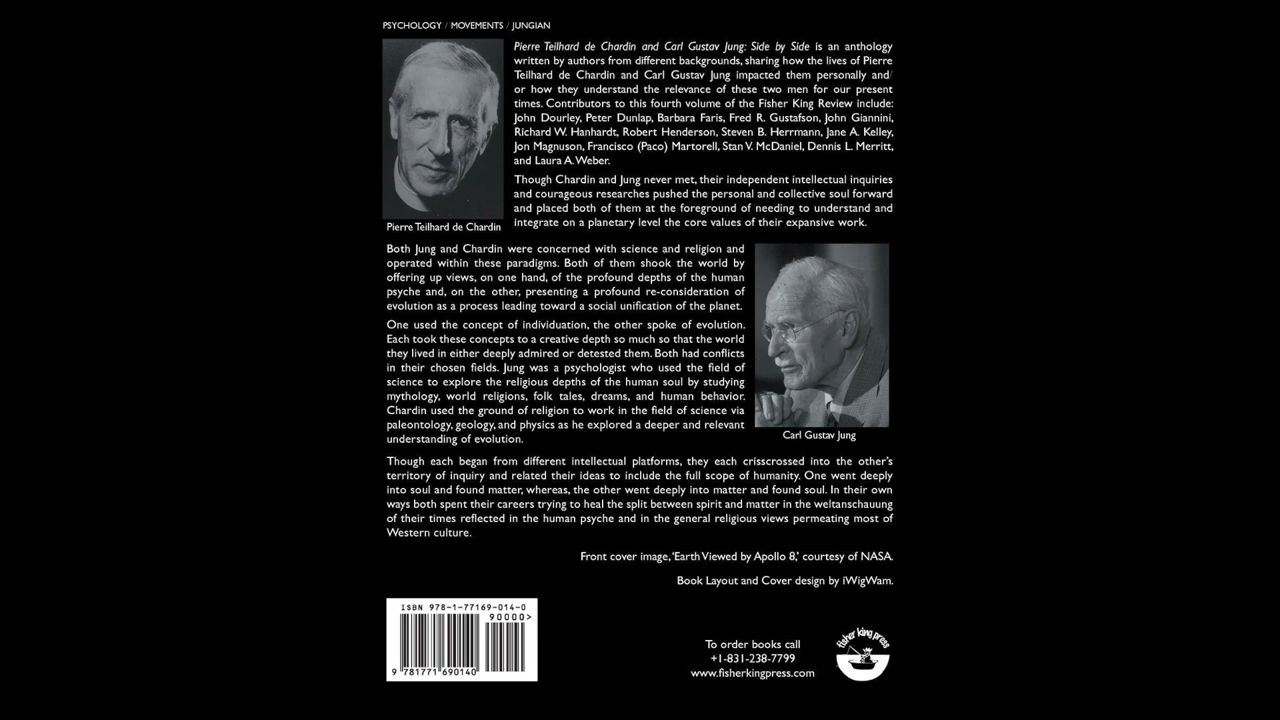 PSYCHOLOGY / MOVEMENTS / JUNGIAN
Pierre Teilhard de Chardin and Carl Gustav Jung: Side by Side is an anthology
written by authors from different backgrounds, sharing how the lives of Pierre
Teilhard de Chardin and Carl Gustav Jung impacted them personally and/
or how they understand the relevance of these two men for our present
times. Contributors to this fourth volume of the Fisher King Review include:
John Dourley, Peter Dunlap, Barbara Faris, Fred R. Gustafson, John Giannini,
Richard W. Hanhardt, Robert Henderson, Steven B. Herrmann, Jane A. Kelley,
Jon Magnuson, Francisco (Paco) Martorell, Stan V. McDaniel, Dennis L. Merritt,
and Laura A. Weber.
Though Chardin and Jung never met, their independent intellectual inquiries
and courageous researches pushed the personal and collective soul forward
and placed both of them at the foreground of needing to understand and
integrate on a planetary level the core values of their expansive work.
Pierre Teilhard de Chardin
Both Jung and Chardin were concerned with science and religion and
operated within these paradigms. Both of them shook the world by
offering up views, on one hand, of the profound depths of the human
psyche and, on the other, presenting a profound re-consideration of
evolution as a process leading toward a social unification of the planet.
One used the concept of individuation, the other spoke of evolution.
Each took these concepts to a creative depth so much so that the world
they lived in either deeply admired or detested them. Both had conflicts
in their chosen fields. Jung was a psychologist who used the field of
science to explore the religious depths of the human soul by studying
mythology, world religions, folk tales, dreams, and human behavior.
Chardin used the ground of religion to work in the field of science via
paleontology, geology, and physics as he explored a deeper and relevant
understanding of evolution.
Carl Gustav Jung
Though each began from different intellectual platforms, they each crisscrossed into the other's
territory of inquiry and related their ideas to include the full scope of humanity. One went deeply
into soul and found matter, whereas, the other went deeply into matter and found soul. In their own
ways both spent their careers trying to heal the split between spirit and matter in the weltanschauung
of their times reflected in the human psyche and in the general religious views permeating most of
Western culture.
Front cover image, 'Earth Viewed by Apollo 8,' courtesy of NASA.
Book Layout and Cover design by iWigWam.
ISBN 978-1-77169-014-0
90000>
9 781771 690140
To order books call
+1-831-238-7799
www.fisherkingpress.com
fisher king press